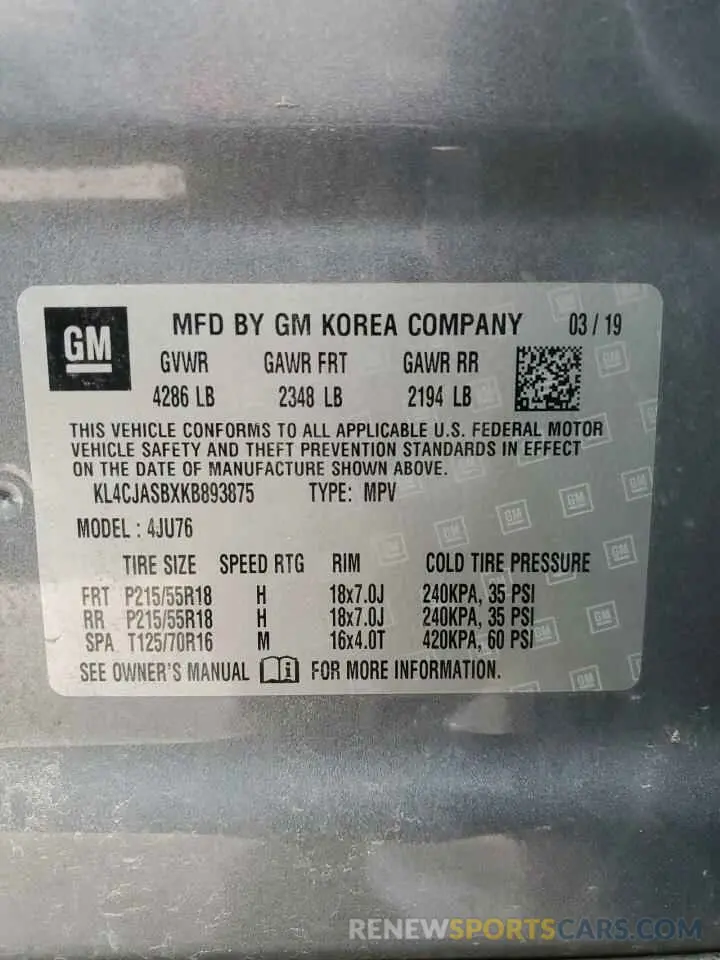 GM MFD BY GM KOREA COMPANY 03 / 19
GVWR GAWR FRT GAWR RR
4286 LB 2348 LB 2194 LB
THIS VEHICLE CONFORMS TO ALL APPLICABLE U.S. FEDERAL MOTOR
VEHICLE SAFETY AND THEFT PREVENTION STANDARDS IN EFFECT
ON THE DATE OF MANUFACTURE SHOWN ABOVE.
KL4CJASBXKB893875 TYPE: MPV
MODEL : 4JU76
TIRE SIZE SPEED RTG RIM COLD TIRE PRESSURE
FRT P215/55R18 H 18x7.0J 240KPA, 35 PSI
RR P215/55R18 H 18x7.0J 240KPA, 35 PSI
SPA T125/70R16 M 16x4.0T 420KPA, 60 PSI
SEE OWNER'S MANUAL i FOR MORE INFORMATION.
RENEWSPORTSCARS.COM